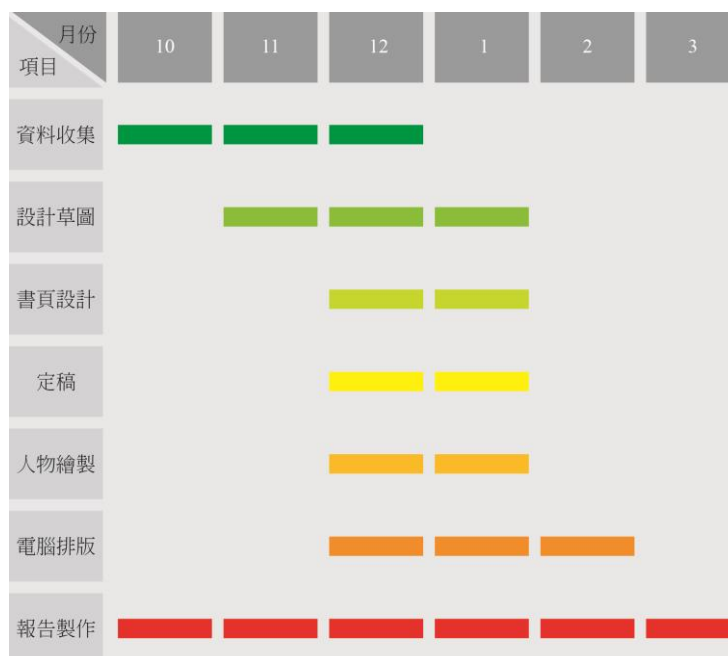 月份
項目
10 11 12 1 2 3
資料收集
設計草圖
書頁設計
定稿
人物繪製
電腦排版
報告製作